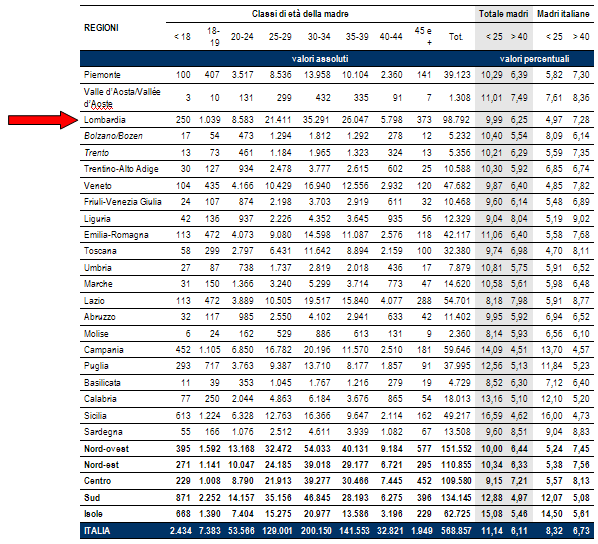 REGIONI Classi di età della madre Totale madri Madri italiane
< 18 18-19 20-24 25-29 30-34 35-39 40-44 45 e + Tot. < 25 > 40 < 25 > 40
valori assoluti valori percentuali
Piemonte 100 407 3.517 8.536 13.958 10.104 2.360 141 39.123 10,29 6,39 5,82 7,30
Valle d'Aosta/Vallée d'Aoste 3 10 131 299 432 335 91 7 1.308 11,01 7,49 7,61 8,36
Lombardia 250 1.039 8.583 21.411 35.291 26.047 5.798 373 98.792 9,99 6,25 4,97 7,28
Bolzano/Bozen 17 54 473 1.294 1.812 1.292 278 12 5.232 10,40 5,54 8,09 6,14
Trento 13 73 461 1.184 1.965 1.323 324 13 5.356 10,21 6,29 5,59 7,35
Trentino-Alto Adige 30 127 934 2.478 3.777 2.615 602 25 10.588 10,30 5,92 6,85 6,74
Veneto 104 435 4.166 10.429 16.940 12.556 2.932 120 47.682 9,87 6,40 4,85 7,82
Friuli-Venezia Giulia 24 107 874 2.198 3.703 2.919 611 32 10.468 9,60 6,14 5,48 6,89
Liguria 42 136 937 2.226 4.352 3.645 935 56 12.329 9,04 8,04 5,19 9,02
Emilia-Romagna 113 472 4.073 9.080 14.598 11.087 2.576 118 42.117 11,06 6,40 5,58 7,68
Toscana 58 299 2.797 6.431 11.642 8.894 2.159 100 32.380 9,74 6,98 4,70 8,11
Umbria 27 87 738 1.737 2.819 2.018 436 17 7.879 10,81 5,75 5,91 6,52
Marche 31 150 1.366 3.240 5.299 3.714 773 47 14.620 10,58 5,61 5,98 6,48
Lazio 113 472 3.889 10.505 19.517 15.840 4.077 288 54.701 8,18 7,98 5,91 8,77
Abruzzo 32 117 985 2.550 4.102 2.941 633 42 11.402 9,95 5,92 6,94 6,52
Molise 6 24 162 529 886 613 131 9 2.360 8,14 5,93 6,56 6,10
Campania 452 1.105 6.850 16.782 20.196 11.570 2.510 181 59.646 14,09 4,51 13,70 4,57
Puglia 293 717 3.763 9.387 13.710 8.177 1.857 91 37.995 12,56 5,13 11,84 5,23
Basilicata 11 39 353 1.045 1.767 1.216 279 19 4.729 8,52 6,30 7,12 6,40
Calabria 77 250 2.044 4.863 6.184 3.676 865 54 18.013 13,16 5,10 12,10 5,20
Sicilia 613 1.224 6.328 12.763 16.366 9.647 2.114 162 49.217 16,59 4,62 16,00 4,73
Sardegna 55 166 1.076 2.512 4.611 3.939 1.082 67 13.508 9,60 8,51 9,04 8,83
Nord-ovest 395 1.592 13.168 32.472 54.033 40.131 9.184 577 151.552 10,00 6,44 5,24 7,45
Nord-est 271 1.141 10.047 24.185 39.018 29.177 6.721 295 110.855 10,34 6,33 5,38 7,56
Centro 229 1.008 8.790 21.913 39.277 30.466 7.445 452 109.580 9,15 7,21 5,57 8,13
Sud 871 2.252 14.157 35.156 46.845 28.193 6.275 396 134.145 12,88 4,97 12,07 5,08
Isole 668 1.390 7.404 15.275 20.977 13.586 3.196 229 62.725 15,08 5,46 14,50 5,61
ITALIA 2.434 7.383 53.566 129.001 200.150 141.553 32.821 1.949 568.857 11,14 6,11 8,32 6,73